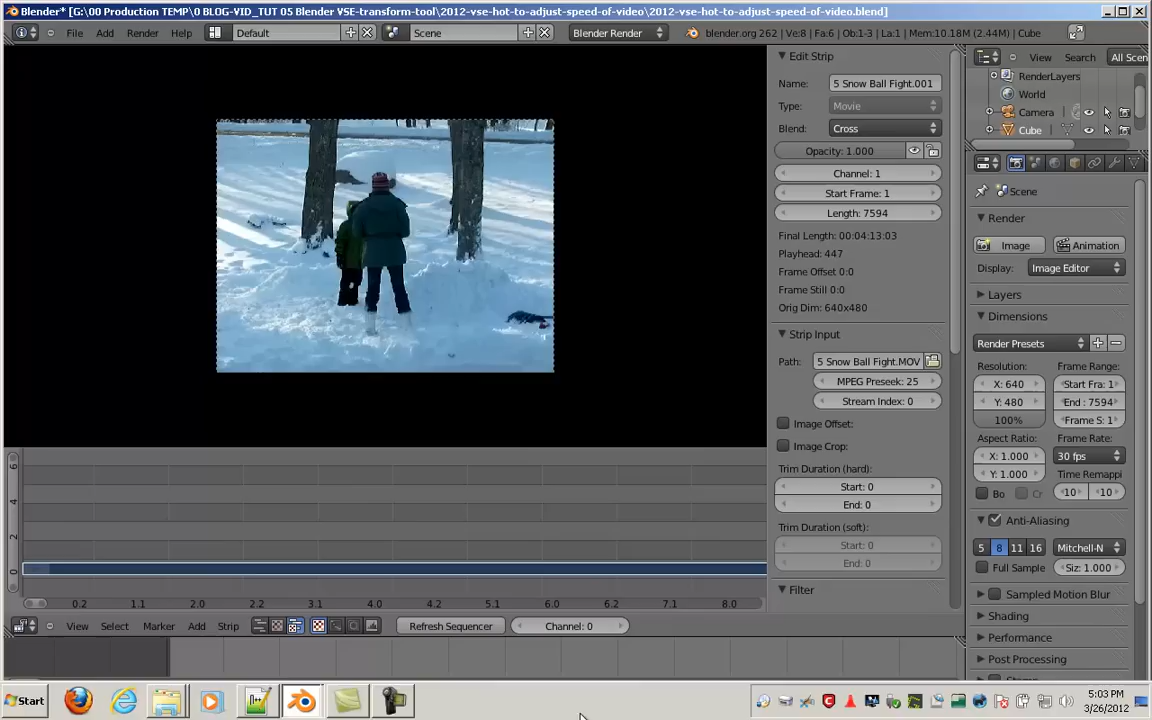 Blender* [G:\00 Production TEMP\0 BLOG-VID_TUT 05 Blender VSE-transform-tool\2012-vse-hot-to-adjust-speed-of-video\2012-vse-hot-to-adjust-speed-of-video.blend]
File Add Render Help Default Scene Blender Render blender.org 262 | Ve:8 | Fa:6 | Ob:1-3 | La:1 | Mem:10.18M (2.44M) | Cube
Edit Strip
Name: 5 Snow Ball Fight.001
Type: Movie
Blend: Cross
Opacity: 1.000
Channel: 1
Start Frame: 1
Length: 7594
Final Length: 00:04:13:03
Playhead: 447
Frame Offset 0:0
Frame Still 0:0
Orig Dim: 640x480
Strip Input
Path: 5 Snow Ball Fight.MOV
MPEG Preseek: 25
Stream Index: 0
Image Offset:
Image Crop:
Trim Duration (hard):
Start: 0
End: 0
Trim Duration (soft):
Start: 0
End: 0
Filter
View Search All Scen
RenderLayers
World
Camera
Cube
Scene
Render
Image Animation
Display: Image Editor
Layers
Dimensions
Render Presets
Resolution: Frame Range:
X: 640 Start Fra: 1
Y: 480 End : 7594
100% Frame S: 1
Aspect Ratio: Frame Rate:
X: 1.000 30 fps
Y: 1.000 Time Remappi
Bo Cr 10 10
Anti-Aliasing
5 8 11 16 Mitchell-N
Full Sample Siz: 1.000
Sampled Motion Blur
Shading
Performance
Post Processing
6
4
2
0
0.2 1.1 2.0 2.2 3.1 4.0 4.2 5.1 6.0 6.2 7.1 8.0
View Select Marker Add Strip Refresh Sequencer Channel: 0
Start
5:03 PM
3/26/2012